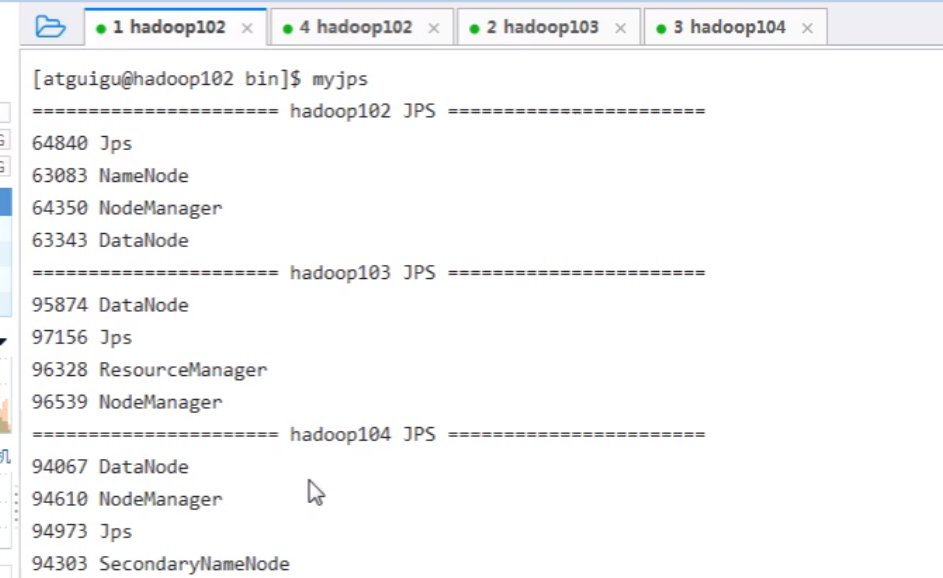 1 hadoop102 × 4 hadoop102 × 2 hadoop103 × 3 hadoop104 ×
[atguigu@hadoop102 bin]$ myjps
====================== hadoop102 JPS =======================
64840 Jps
63083 NameNode
64350 NodeManager
63343 DataNode
====================== hadoop103 JPS =======================
95874 DataNode
97156 Jps
96328 ResourceManager
96539 NodeManager
====================== hadoop104 JPS =======================
94067 DataNode
94610 NodeManager
94973 Jps
94303 SecondaryNameNode